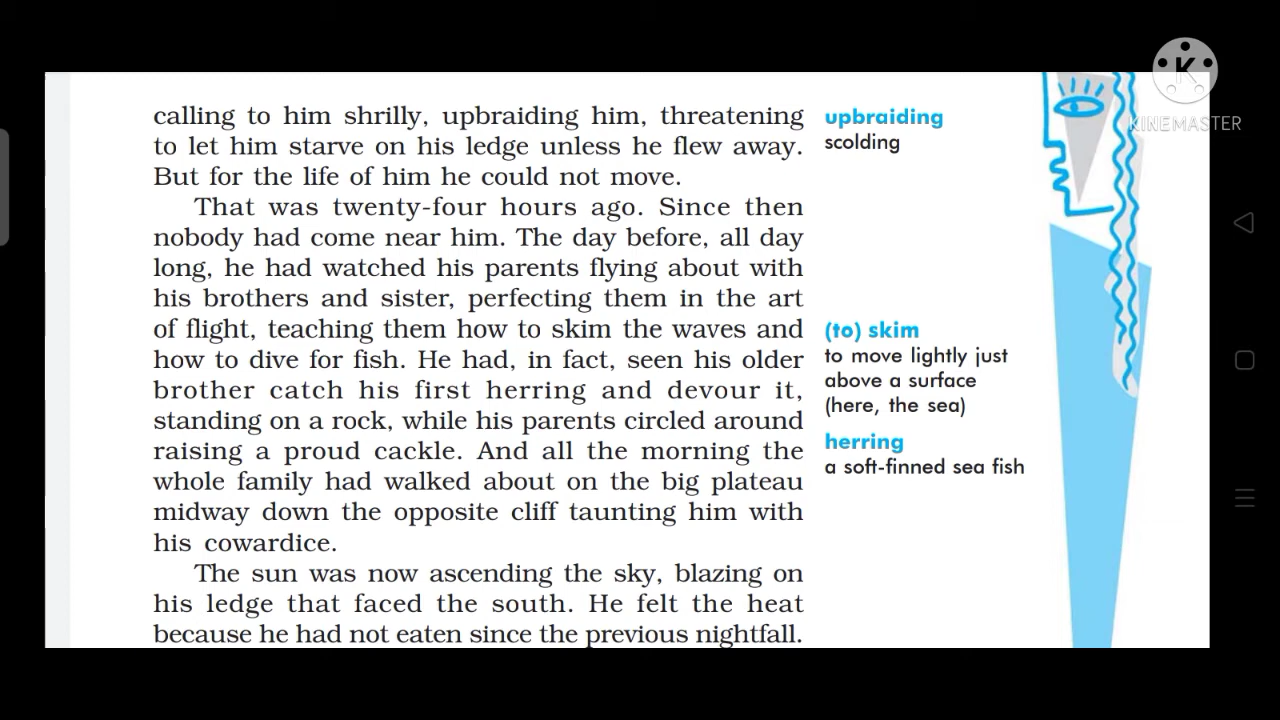 calling to him shrilly, upbraiding him, threatening
to let him starve on his ledge unless he flew away.
But for the life of him he could not move.
That was twenty-four hours ago. Since then
nobody had come near him. The day before, all day
long, he had watched his parents flying about with
his brothers and sister, perfecting them in the art
of flight, teaching them how to skim the waves and
how to dive for fish. He had, in fact, seen his older
brother catch his first herring and devour it,
standing on a rock, while his parents circled around
raising a proud cackle. And all the morning the
whole family had walked about on the big plateau
midway down the opposite cliff taunting him with
his cowardice.
The sun was now ascending the sky, blazing on
his ledge that faced the south. He felt the heat
because he had not eaten since the previous nightfall.
upbraiding
scolding
(to) skim
to move lightly just
above a surface
(here, the sea)
herring
a soft-finned sea fish
K
KINEMASTER